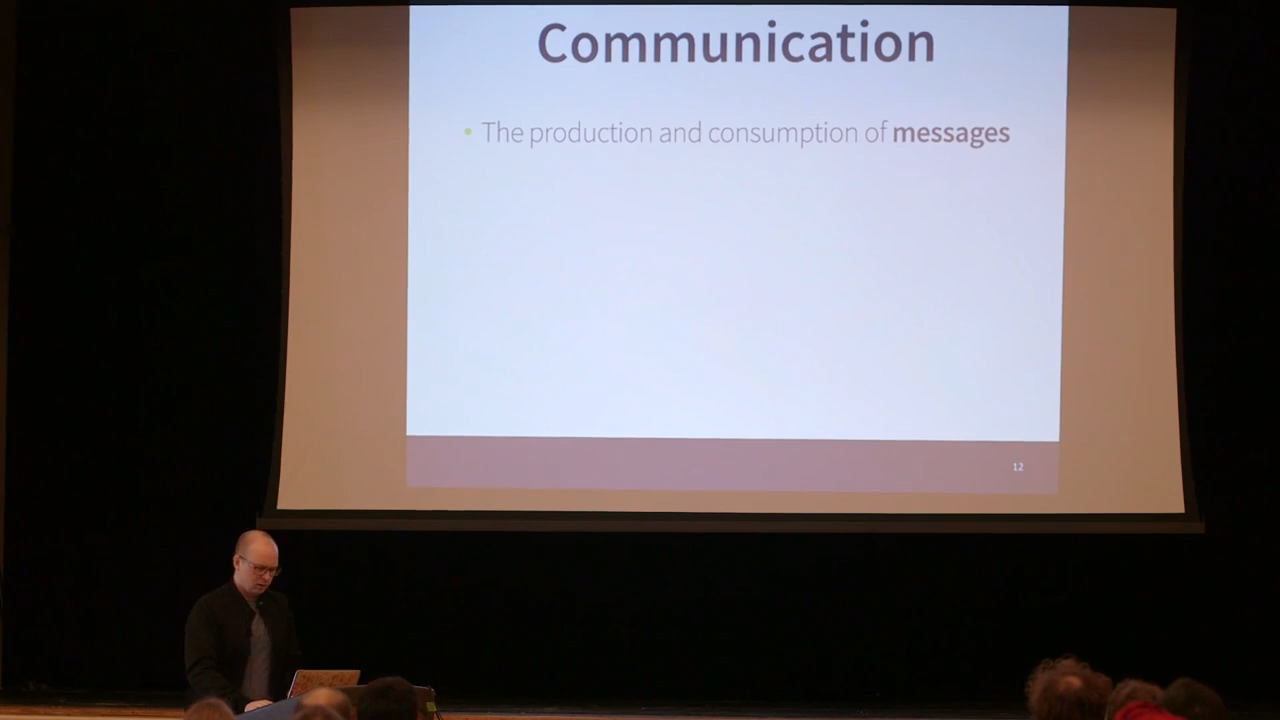 Communication
• The production and consumption of messages
12